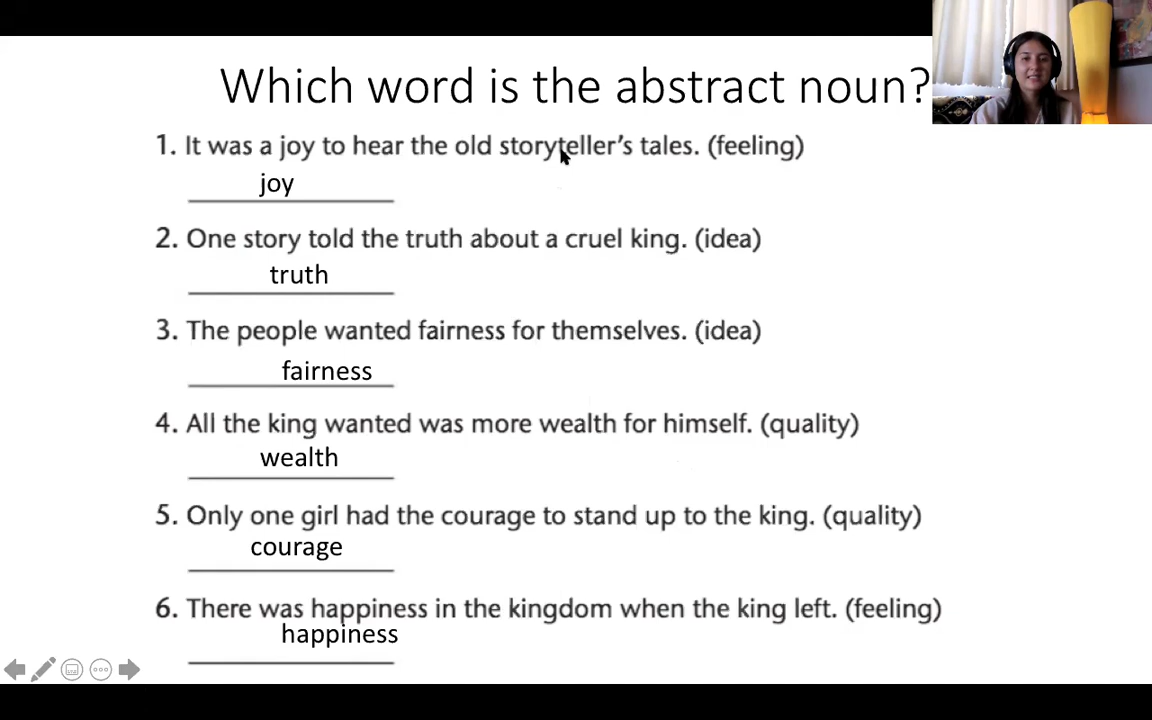 Which word is the abstract noun?
1. It was a joy to hear the old storyteller’s tales. (feeling)
joy
2. One story told the truth about a cruel king. (idea)
truth
3. The people wanted fairness for themselves. (idea)
fairness
4. All the king wanted was more wealth for himself. (quality)
wealth
5. Only one girl had the courage to stand up to the king. (quality)
courage
6. There was happiness in the kingdom when the king left. (feeling)
happiness